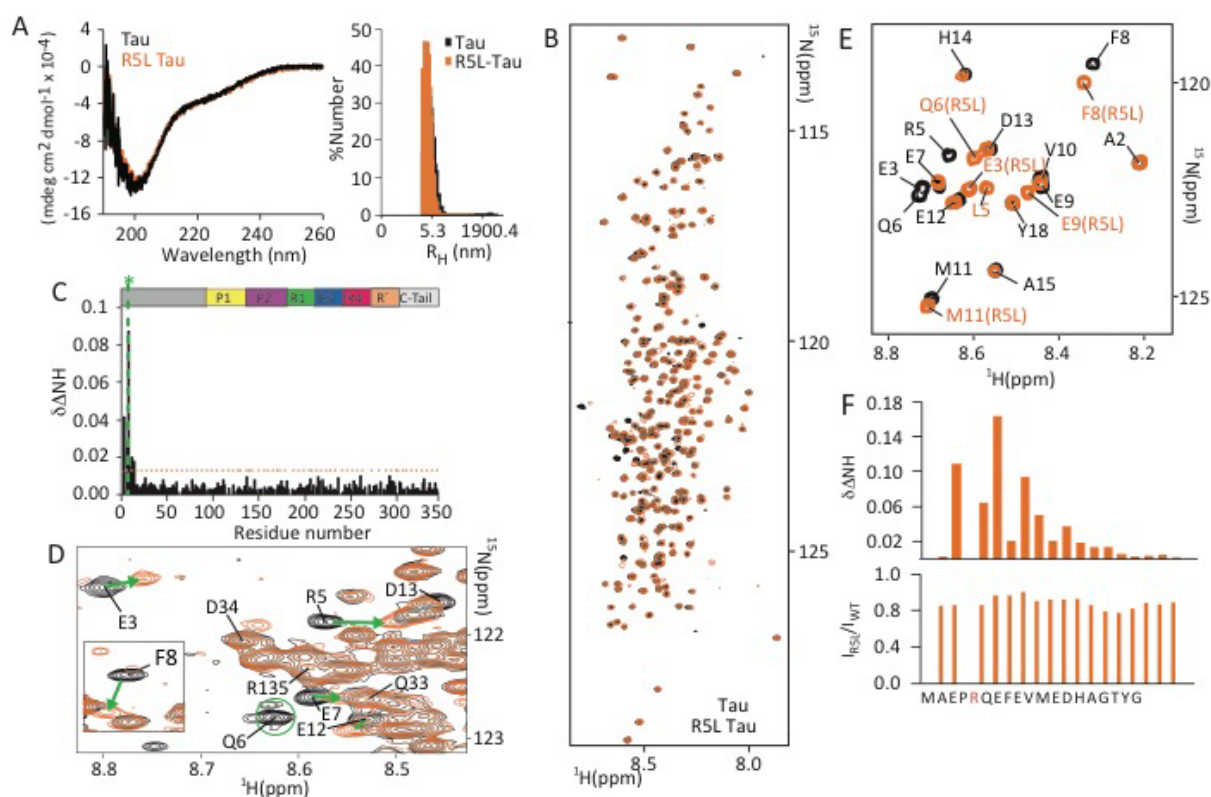 A
Tau
R5L Tau
(mdeg cm2 dmol-1 x 10-4)
0
-4
-8
-12
-16
200
220
240
260
Wavelength (nm)
%Number
50
40
30
20
10
0
Tau
R5L-Tau
5.3
1900.4
RH (nm)
B
15N(ppm)
115
120
125
Tau
R5L Tau
8.5
8.0
1H(ppm)
C
*
P1
P2
R1
R4
R'
C-Tail
δΔNH
0.1
0.08
0.06
0.04
0.02
0.00
0
50
100
150
200
250
300
350
Residue number
D
15N(ppm)
E3
D34
R5
D13
F8
R135
Q33
E7
E12
Q6
122
123
8.8
8.7
8.6
8.5
1H(ppm)
E
H14
F8
Q6(R5L)
F8(R5L)
R5
D13
V10
A2
E7
E3(R5L)
E3
L5
E9
Q6
E12
Y18
E9(R5L)
M11
A15
M11(R5L)
120
15N(ppm)
125
8.8
8.6
8.4
8.2
1H(ppm)
F
δΔNH
0.18
0.14
0.10
0.06
0.02
IR5L/IWT
1.0
0.8
0.4
0.0
MAEPRQEFEVMEDHAGTYG